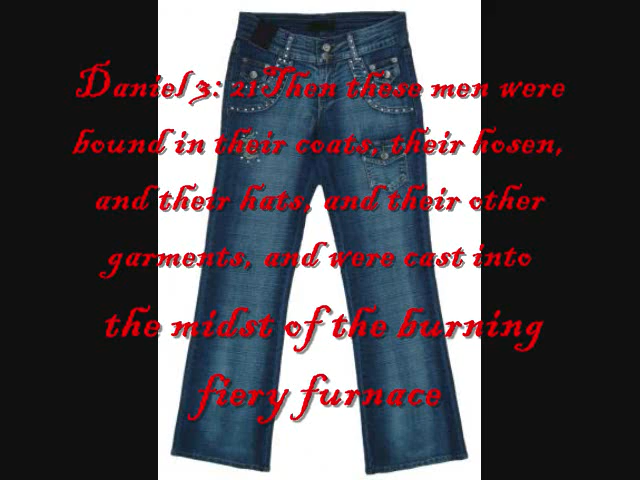 Daniel 3: 21Then these men were
bound in their coats, their hosen,
and their hats, and their other
garments, and were cast into
the midst of the burning
fiery furnace